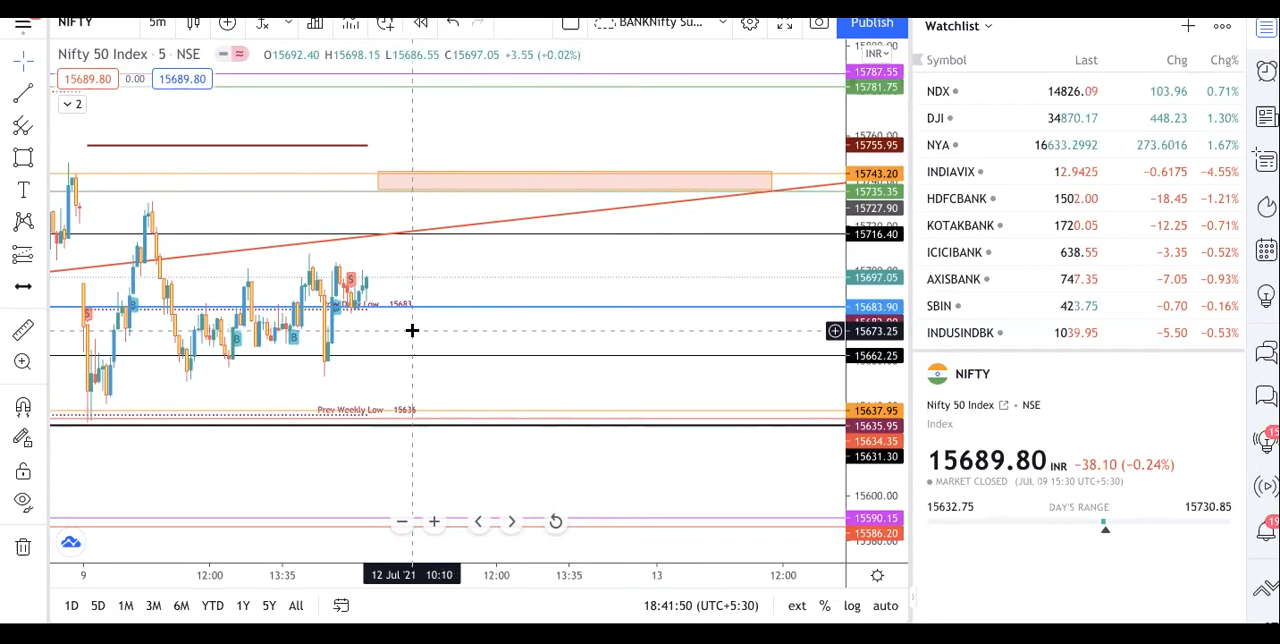 NIFTY 5m BANKNifty Su... Publish
Nifty 50 Index · 5 · NSE O15692.40 H15698.15 L15686.55 C15697.05 +3.55 (+0.02%)
15689.80 0.00 15689.80
2
INR
15787.55
15781.75
15760.00
15755.95
15743.20
15735.35
15727.90
15716.40
15697.05
15683.90
15673.25
15662.25
15637.95
15635.95
15634.35
15631.30
15600.00
15590.15
15586.20
S
B
B
B
S
B
Low 15683
Prev Weekly Low 15636
9 12:00 13:35 12 Jul '21 10:10 12:00 13:35 13 12:00
1D 5D 1M 3M 6M YTD 1Y 5Y All 18:41:50 (UTC+5:30) ext % log auto
Watchlist
Symbol Last Chg Chg%
NDX 14826.09 103.96 0.71%
DJI 34870.17 448.23 1.30%
NYA 16633.2992 273.6016 1.67%
INDIAVIX 12.9425 −0.6175 −4.55%
HDFCBANK 1502.00 −18.45 −1.21%
KOTAKBANK 1720.05 −12.25 −0.71%
ICICIBANK 638.55 −3.35 −0.52%
AXISBANK 747.35 −7.05 −0.93%
SBIN 423.75 −0.70 −0.16%
INDUSINDBK 1039.95 −5.50 −0.53%
NIFTY
Nifty 50 Index • NSE
Index
15689.80 INR −38.10 (−0.24%)
MARKET CLOSED (JUL 09 15:30 UTC+5:30)
15632.75 DAY'S RANGE 15730.85